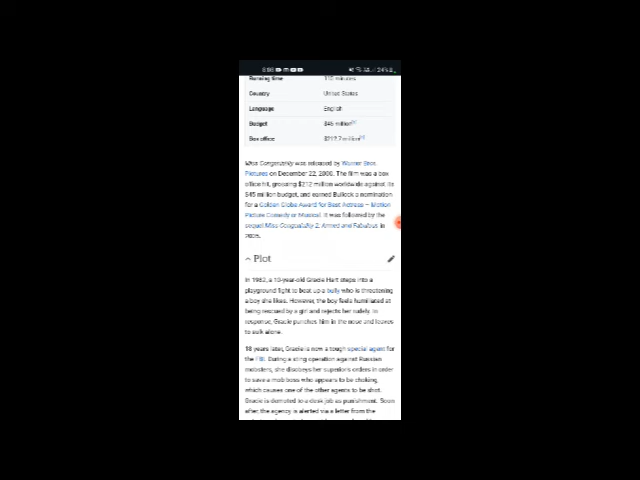 Running time 110 minutes
Country United States
Language English
Budget $45 million
Box office $212.7 million
Miss Congeniality was released by Warner Bros.
Pictures on December 22, 2000. The film was a box
office hit, grossing $212 million worldwide against its
$45 million budget, and earned Bullock a nomination
for a Golden Globe Award for Best Actress – Motion
Picture Comedy or Musical. It was followed by the
sequel Miss Congeniality 2: Armed and Fabulous in
2005.
Plot
In 1982, a 10-year-old Gracie Hart steps into a
playground fight to beat up a bully who is threatening
a boy she likes. However, the boy feels humiliated at
being rescued by a girl and rejects her rudely. In
response, Gracie punches him in the nose and leaves
to sulk alone.
18 years later, Gracie is now a tough special agent for
the FBI. During a sting operation against Russian
mobsters, she disobeys her superior's orders in order
to save a mob boss who appears to be choking,
which causes one of the other agents to be shot.
Gracie is demoted to a desk job as punishment. Soon
after, the agency is alerted via a letter from the